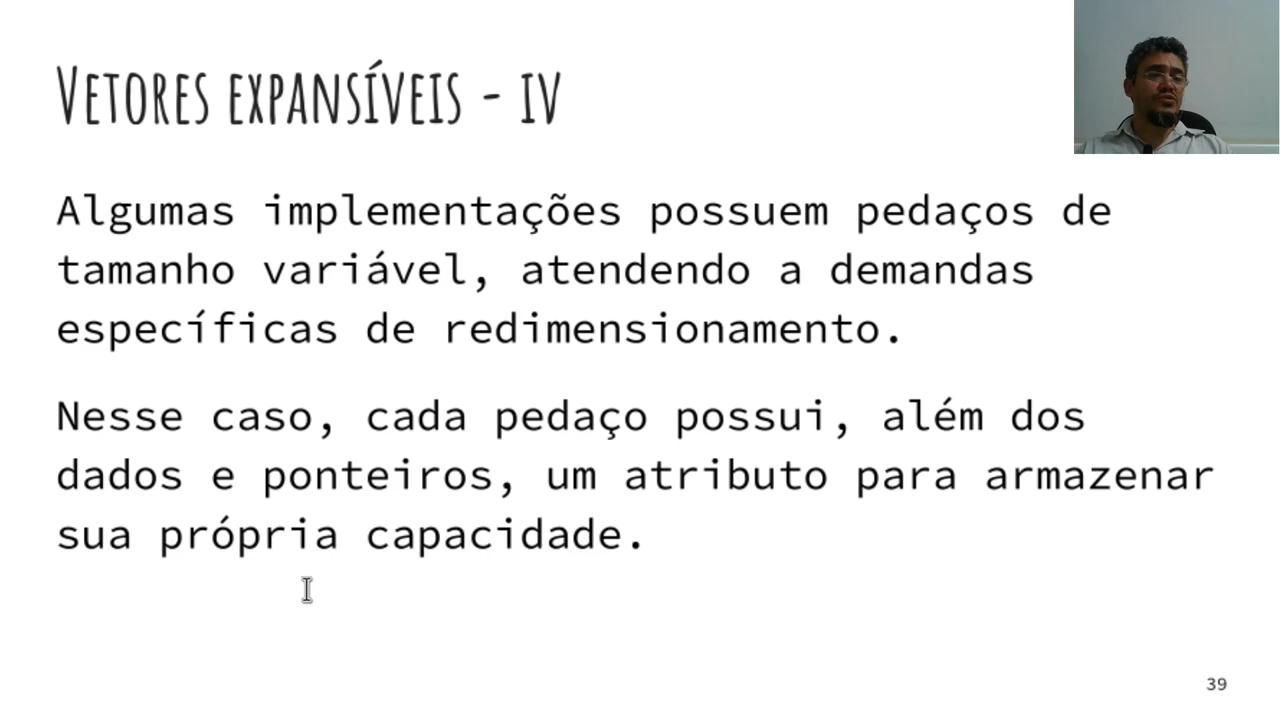 Vetores expansíveis - iv
Algumas implementações possuem pedaços de
tamanho variável, atendendo a demandas
específicas de redimensionamento.
Nesse caso, cada pedaço possui, além dos
dados e ponteiros, um atributo para armazenar
sua própria capacidade.
39